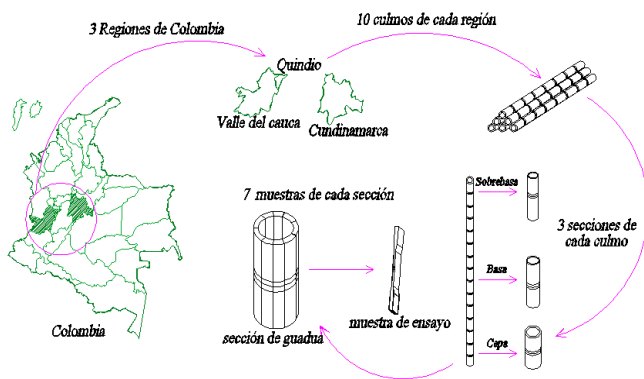 3 Regiones de Colombia
10 culmos de cada región
Quindio
Valle del cauca
Cundinamarca
7 muestras de cada sección
Sobrebasa
3 secciones de
cada culmo
Basa
muestra de ensayo
Colombia
sección de guadua
Cepa